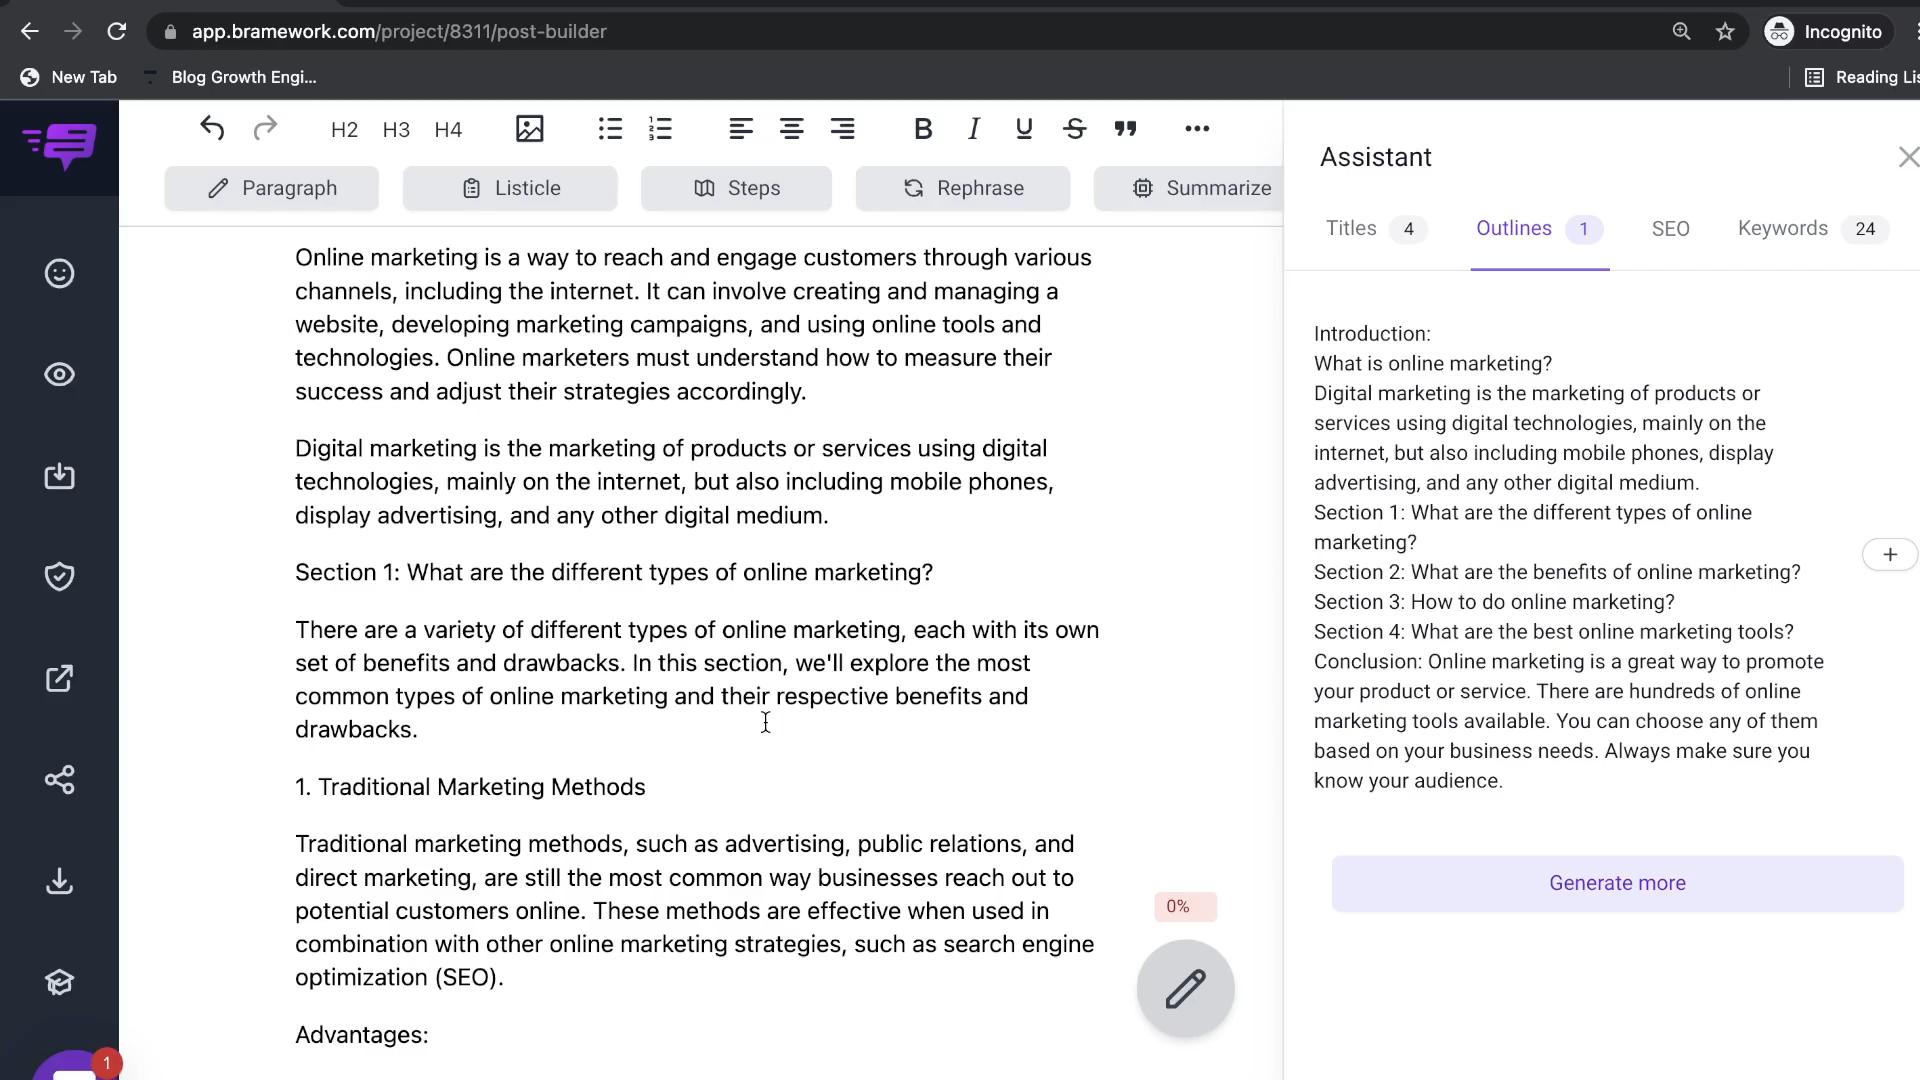 app.bramework.com/project/8311/post-builder
Incognito
New Tab
Blog Growth Engi...
Reading Lis
H2 H3 H4
B I U S
Paragraph
Listicle
Steps
Rephrase
Summarize
Online marketing is a way to reach and engage customers through various
channels, including the internet. It can involve creating and managing a
website, developing marketing campaigns, and using online tools and
technologies. Online marketers must understand how to measure their
success and adjust their strategies accordingly.
Digital marketing is the marketing of products or services using digital
technologies, mainly on the internet, but also including mobile phones,
display advertising, and any other digital medium.
Section 1: What are the different types of online marketing?
There are a variety of different types of online marketing, each with its own
set of benefits and drawbacks. In this section, we'll explore the most
common types of online marketing and their respective benefits and
drawbacks.
1. Traditional Marketing Methods
Traditional marketing methods, such as advertising, public relations, and
direct marketing, are still the most common way businesses reach out to
potential customers online. These methods are effective when used in
combination with other online marketing strategies, such as search engine
optimization (SEO).
Advantages:
0%
1
Assistant
Titles 4
Outlines 1
SEO
Keywords 24
Introduction:
What is online marketing?
Digital marketing is the marketing of products or
services using digital technologies, mainly on the
internet, but also including mobile phones, display
advertising, and any other digital medium.
Section 1: What are the different types of online
marketing?
Section 2: What are the benefits of online marketing?
Section 3: How to do online marketing?
Section 4: What are the best online marketing tools?
Conclusion: Online marketing is a great way to promote
your product or service. There are hundreds of online
marketing tools available. You can choose any of them
based on your business needs. Always make sure you
know your audience.
Generate more